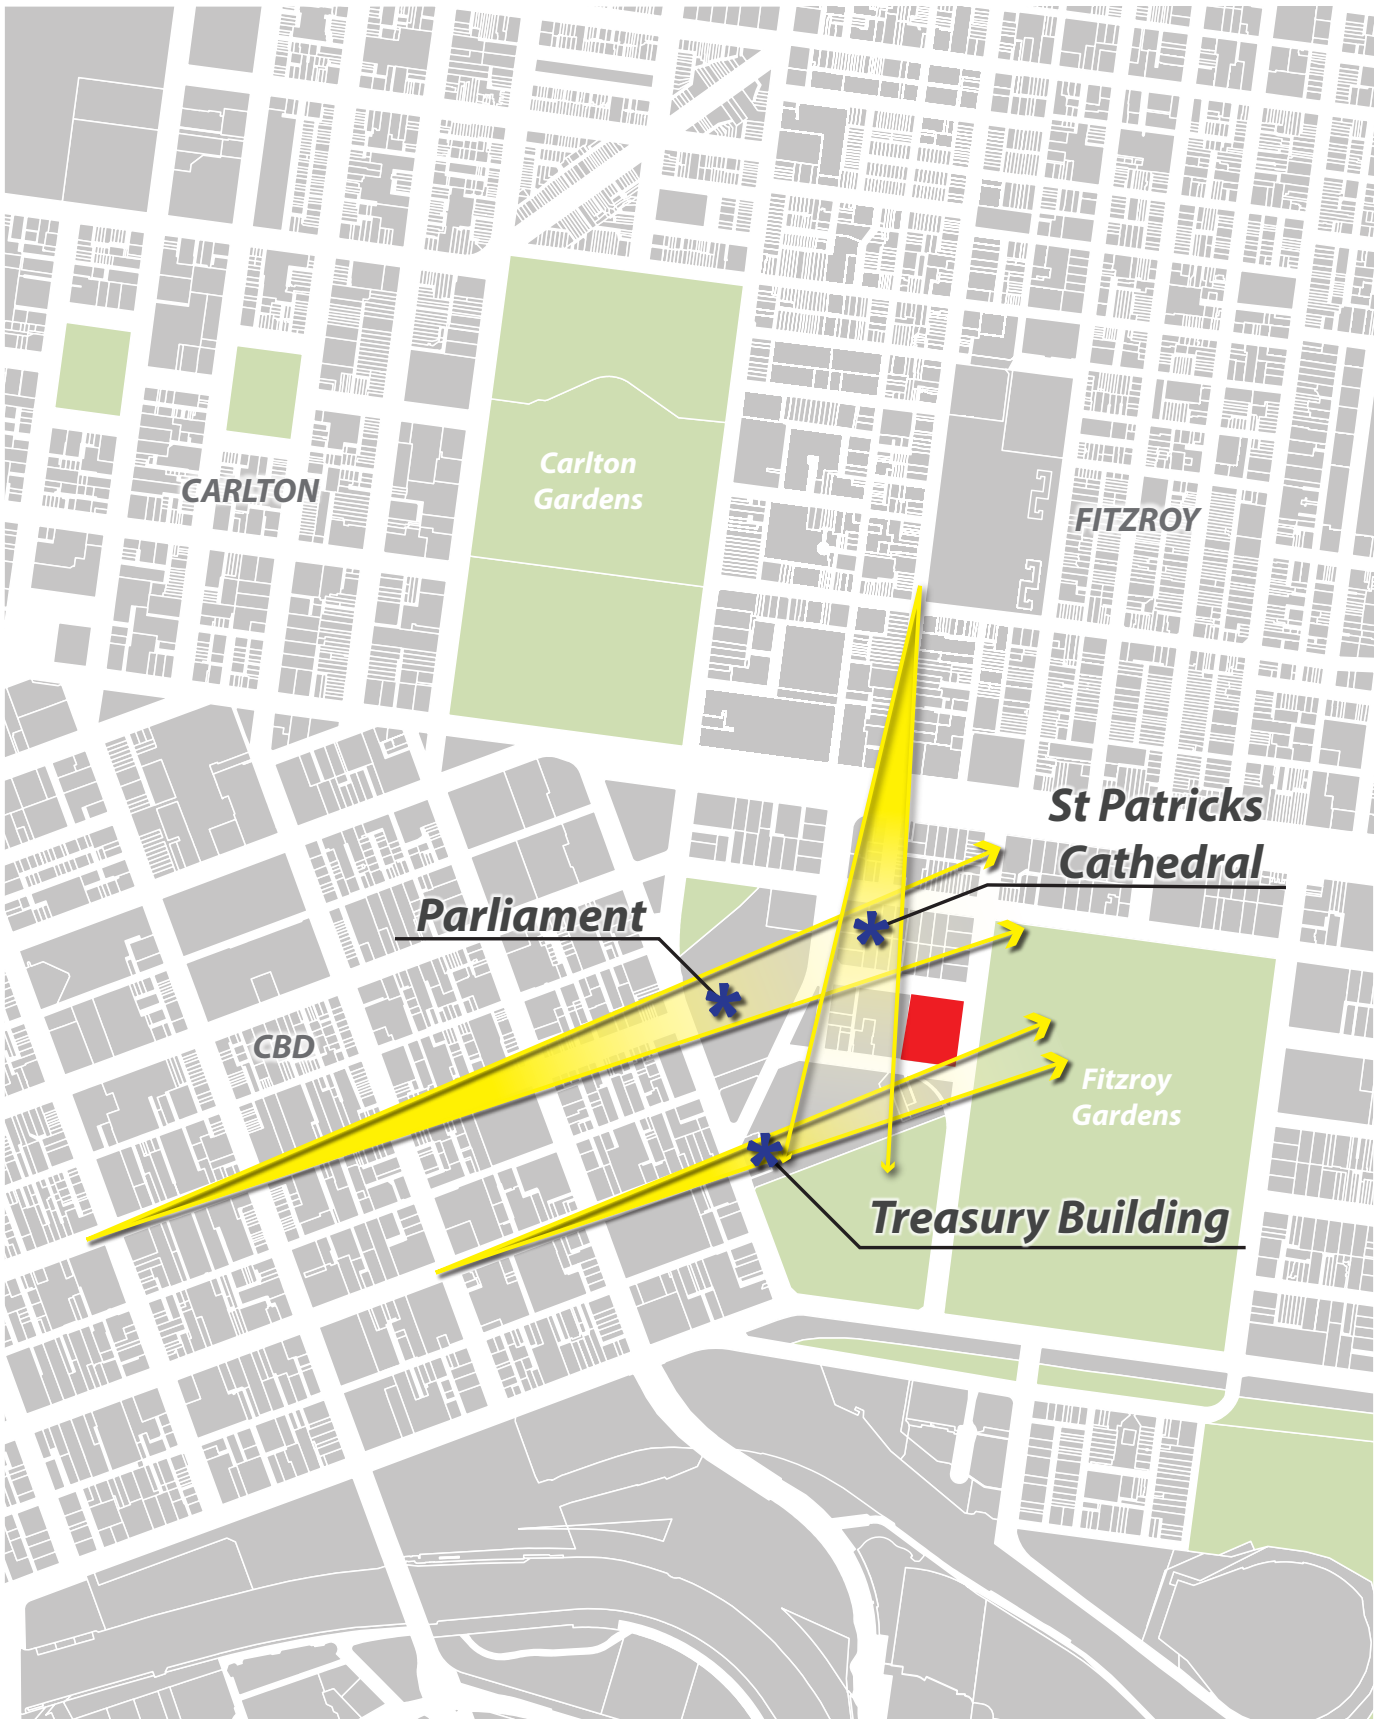 Carlton
Gardens
CARLTON
FITZROY
St Patricks
Cathedral
Parliament
CBD
Fitzroy
Gardens
Treasury Building